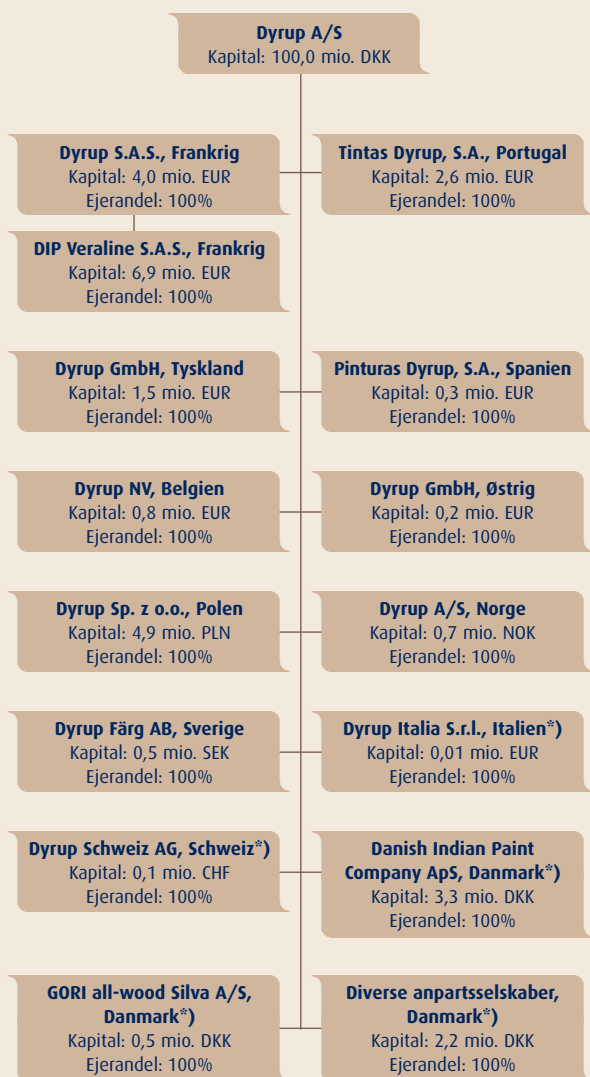 Dyrup A/S
Kapital: 100,0 mio. DKK
Dyrup S.A.S., Frankrig
Kapital: 4,0 mio. EUR
Ejerandel: 100%
Tintas Dyrup, S.A., Portugal
Kapital: 2,6 mio. EUR
Ejerandel: 100%
DIP Veraline S.A.S., Frankrig
Kapital: 6,9 mio. EUR
Ejerandel: 100%
Dyrup GmbH, Tyskland
Kapital: 1,5 mio. EUR
Ejerandel: 100%
Pinturas Dyrup, S.A., Spanien
Kapital: 0,3 mio. EUR
Ejerandel: 100%
Dyrup NV, Belgien
Kapital: 0,8 mio. EUR
Ejerandel: 100%
Dyrup GmbH, Østrig
Kapital: 0,2 mio. EUR
Ejerandel: 100%
Dyrup Sp. z o.o., Polen
Kapital: 4,9 mio. PLN
Ejerandel: 100%
Dyrup A/S, Norge
Kapital: 0,7 mio. NOK
Ejerandel: 100%
Dyrup Färg AB, Sverige
Kapital: 0,5 mio. SEK
Ejerandel: 100%
Dyrup Italia S.r.l., Italien*)
Kapital: 0,01 mio. EUR
Ejerandel: 100%
Dyrup Schweiz AG, Schweiz*)
Kapital: 0,1 mio. CHF
Ejerandel: 100%
Danish Indian Paint
Company ApS, Danmark*)
Kapital: 3,3 mio. DKK
Ejerandel: 100%
GORI all-wood Silva A/S,
Danmark*)
Kapital: 0,5 mio. DKK
Ejerandel: 100%
Diverse anpartsselskaber,
Danmark*)
Kapital: 2,2 mio. DKK
Ejerandel: 100%